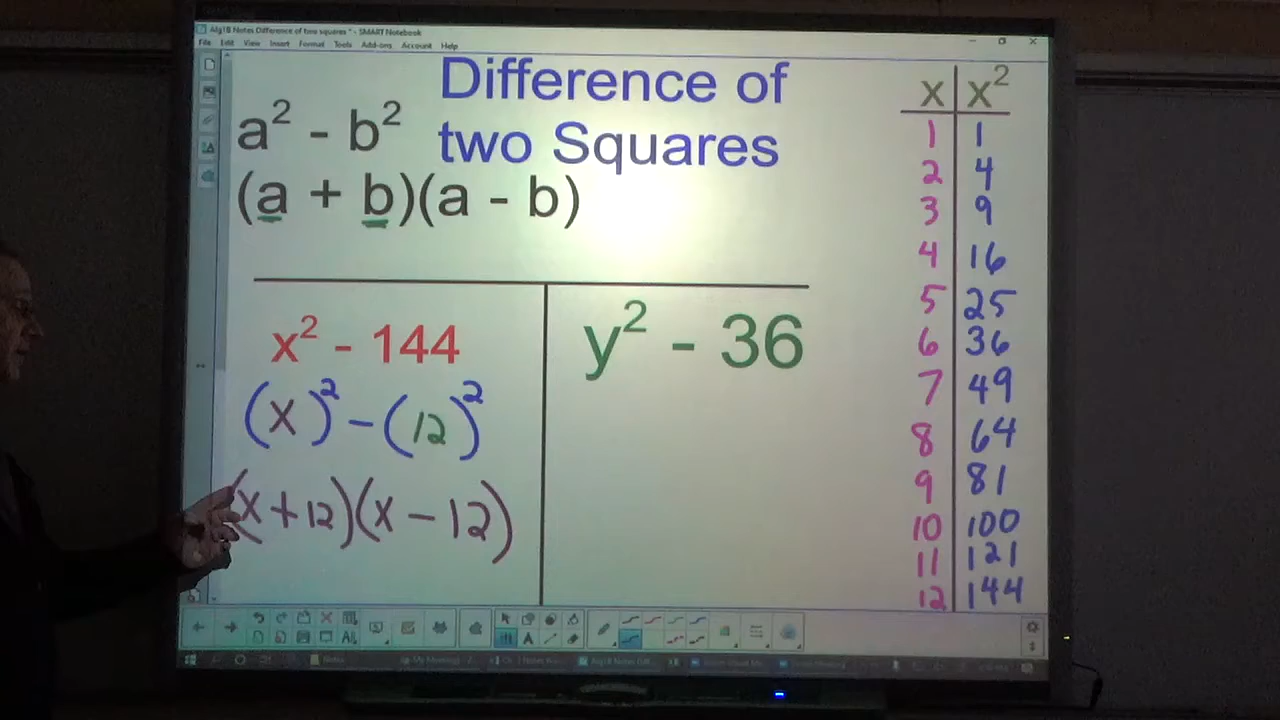 Alg1B Notes Difference of two squares * - SMART Notebook
File Edit View Insert Format Tools Add-ons Account Help
Difference of
two Squares
a² - b²
(a + b)(a - b)
x² - 144
(x)² - (12)²
(x + 12)(x - 12)
y² - 36
x x²
1 1
2 4
3 9
4 16
5 25
6 36
7 49
8 64
9 81
10 100
11 121
12 144